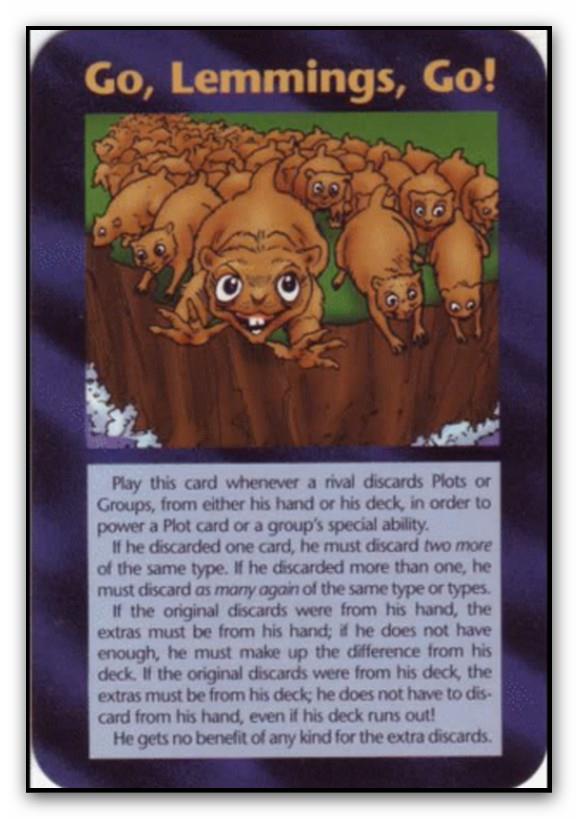 Go, Lemmings, Go!
Play this card whenever a rival discards Plots or
Groups, from either his hand or his deck, in order to
power a Plot card or a group's special ability.
If he discarded one card, he must discard two more
of the same type. If he discarded more than one, he
must discard as many again of the same type or types.
If the original discards were from his hand, the
extras must be from his hand; if he does not have
enough, he must make up the difference from his
deck. If the original discards were from his deck, the
extras must be from his deck; he does not have to dis-
card from his hand, even if his deck runs out!
He gets no benefit of any kind for the extra discards.